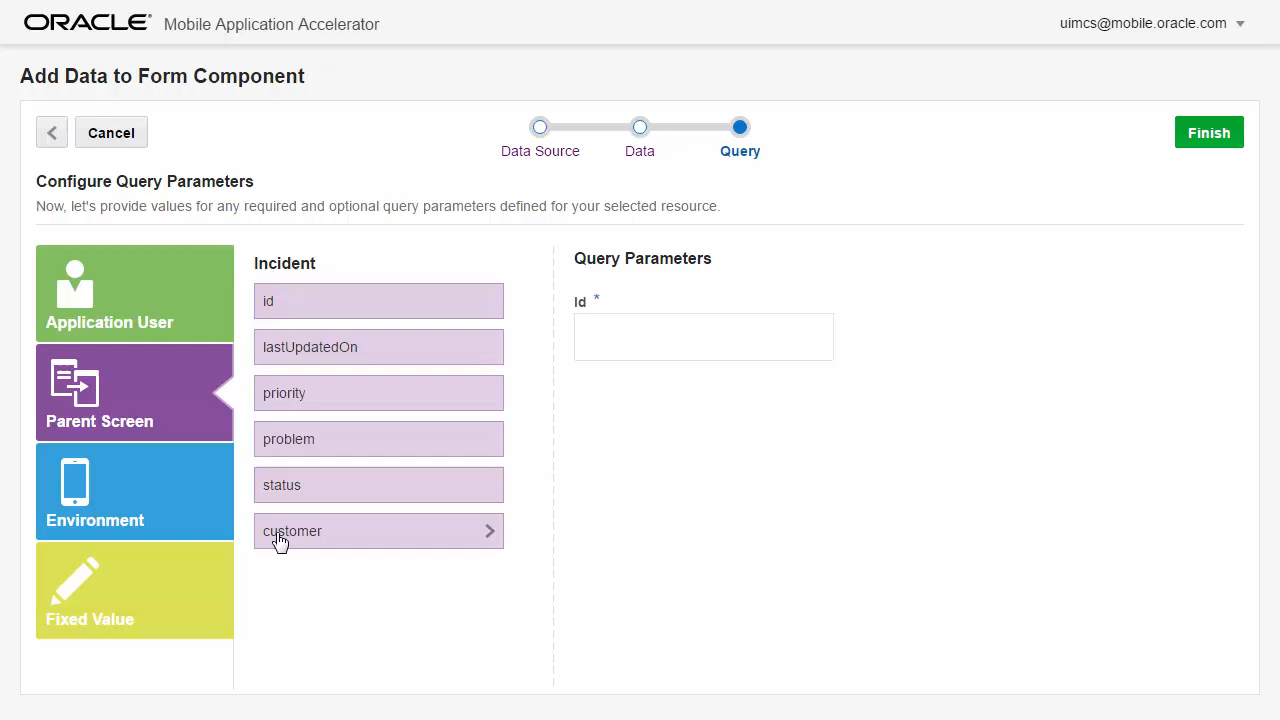 ORACLE® Mobile Application Accelerator
uimcs@mobile.oracle.com
Add Data to Form Component
Cancel
Data Source
Data
Query
Finish
Configure Query Parameters
Now, let's provide values for any required and optional query parameters defined for your selected resource.
Application User
Parent Screen
Environment
Fixed Value
Incident
id
lastUpdatedOn
priority
problem
status
customer
Query Parameters
Id *